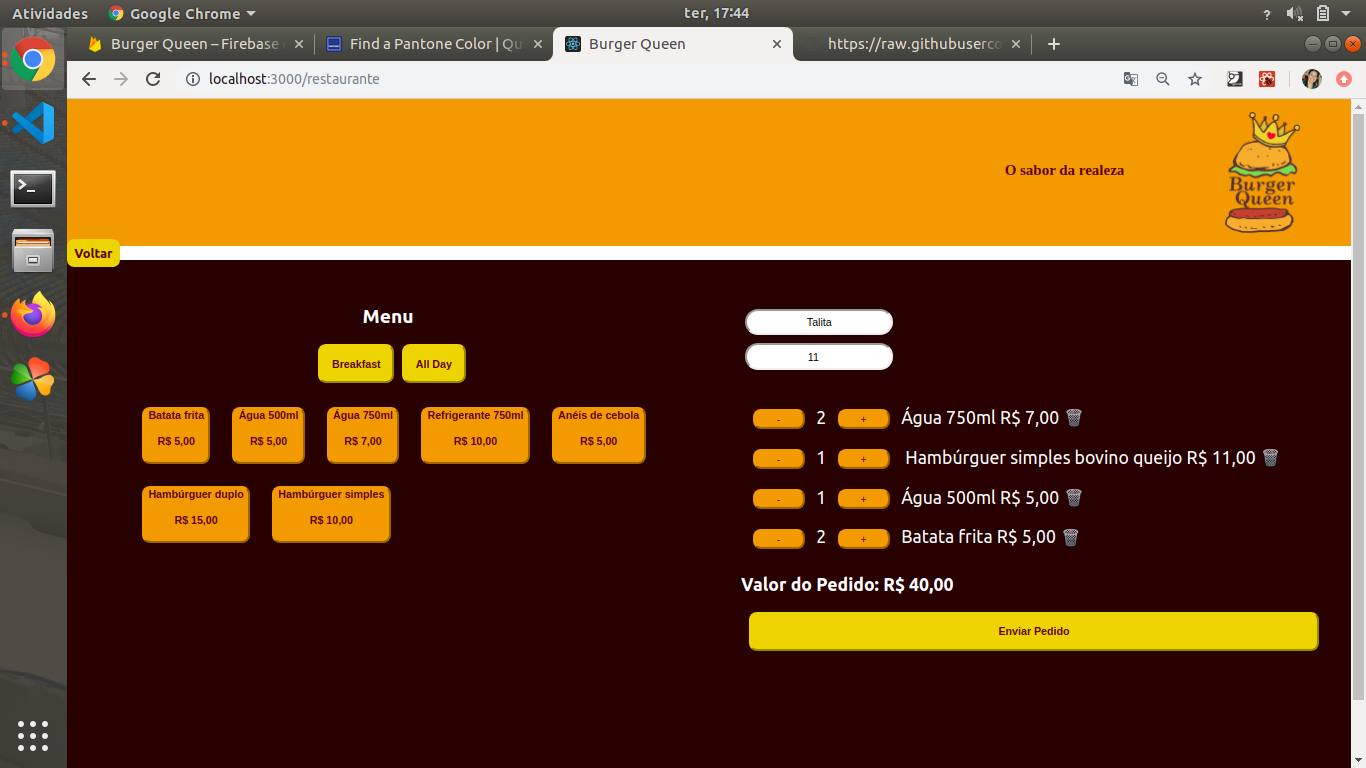 Atividades Google Chrome ter, 17:44
Burger Queen – Firebase Find a Pantone Color | Qu Burger Queen https://raw.githubuserco
localhost:3000/restaurante
O sabor da realeza
Burger
Queen
Voltar
Menu
Breakfast All Day
Batata frita
R$ 5,00
Água 500ml
R$ 5,00
Água 750ml
R$ 7,00
Refrigerante 750ml
R$ 10,00
Anéis de cebola
R$ 5,00
Hambúrguer duplo
R$ 15,00
Hambúrguer simples
R$ 10,00
Talita
11
- 2 + Água 750ml R$ 7,00
- 1 + Hambúrguer simples bovino queijo R$ 11,00
- 1 + Água 500ml R$ 5,00
- 2 + Batata frita R$ 5,00
Valor do Pedido: R$ 40,00
Enviar Pedido